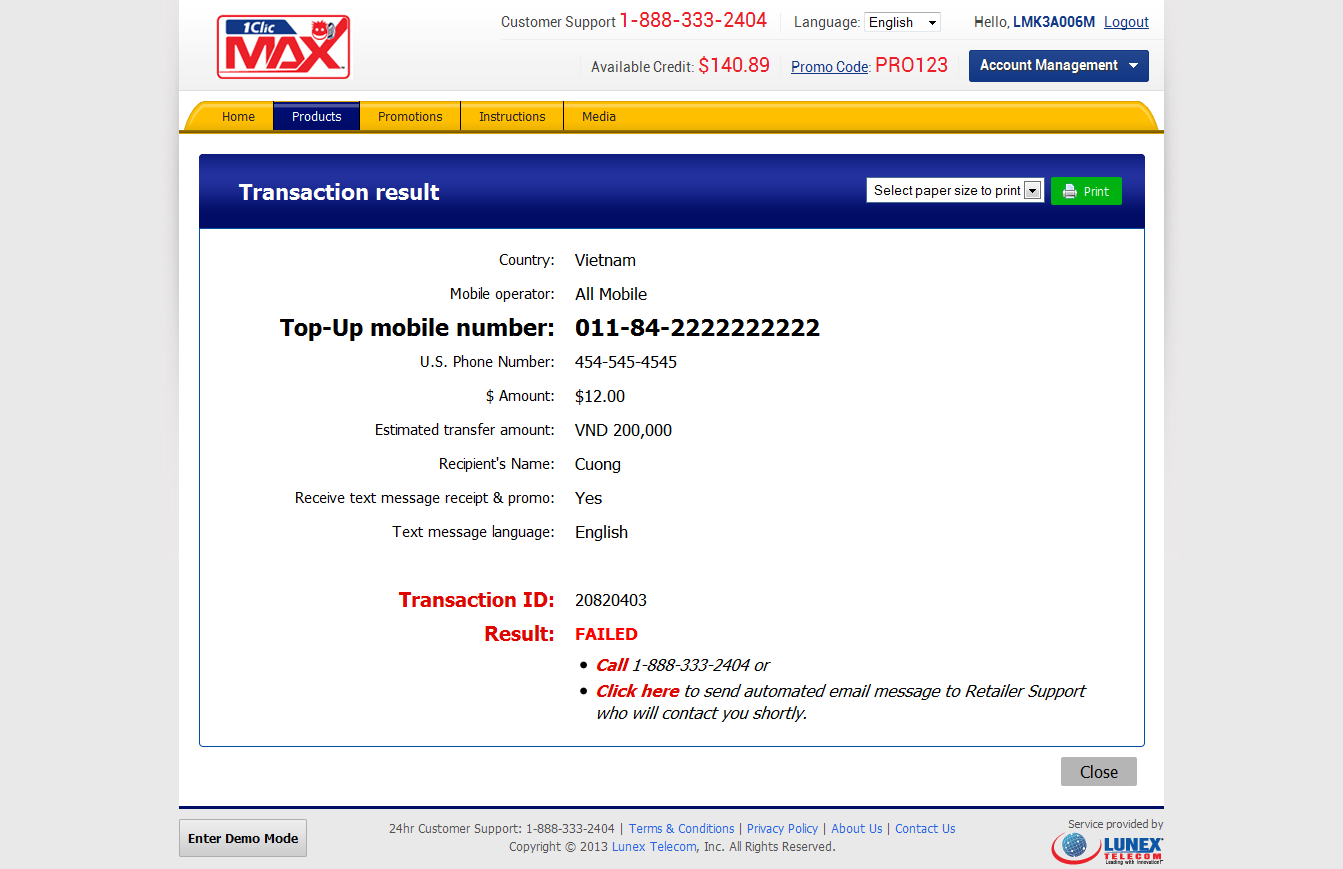 1Clic
MAX
Customer Support 1-888-333-2404
Language: English
Hello, LMK3A006M Logout
Available Credit: $140.89
Promo Code: PRO123
Account Management
Home Products Promotions Instructions Media
Transaction result
Select paper size to print
Print
Country: Vietnam
Mobile operator: All Mobile
Top-Up mobile number: 011-84-2222222222
U.S. Phone Number: 454-545-4545
$ Amount: $12.00
Estimated transfer amount: VND 200,000
Recipient's Name: Cuong
Receive text message receipt & promo: Yes
Text message language: English
Transaction ID: 20820403
Result: FAILED
• Call 1-888-333-2404 or
• Click here to send automated email message to Retailer Support
who will contact you shortly.
Close
Enter Demo Mode
24hr Customer Support: 1-888-333-2404 | Terms & Conditions | Privacy Policy | About Us | Contact Us
Copyright © 2013 Lunex Telecom, Inc. All Rights Reserved.
Service provided by
LUNEX
TELECOM
Leading with Innovation!